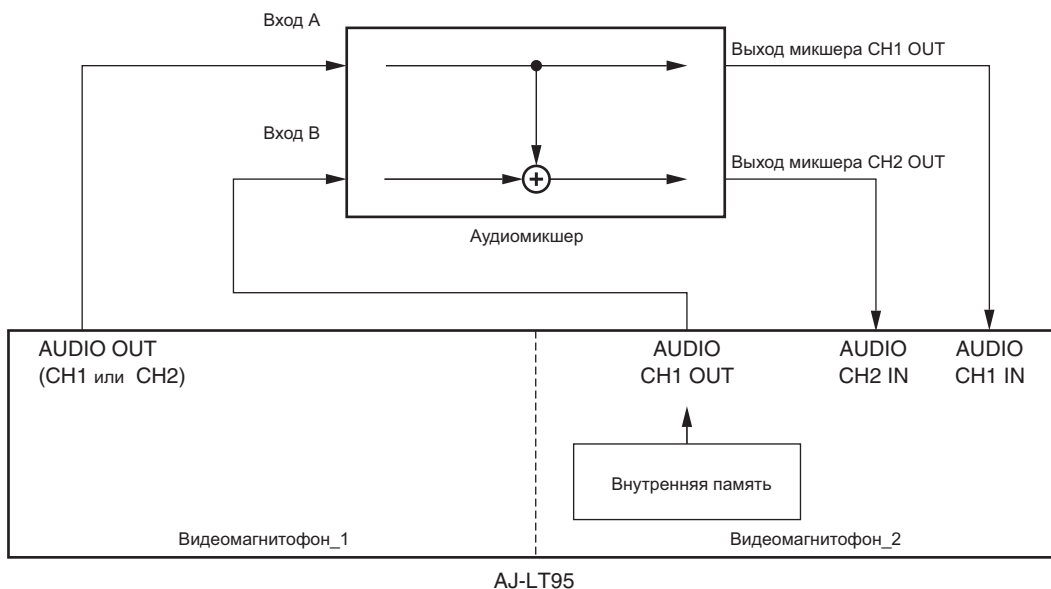 Вход A
Выход микшера CH1 OUT
Вход B
Выход микшера CH2 OUT
+
Аудиомикшер
AUDIO OUT
(CH1 или CH2)
AUDIO
CH1 OUT
AUDIO
CH2 IN
AUDIO
CH1 IN
Внутренняя память
Видеомагнитофон_1
Видеомагнитофон_2
AJ-LT95